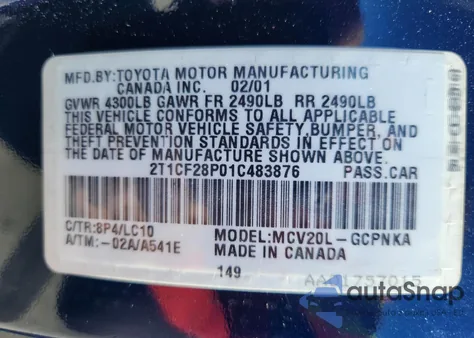 MFD.BY:TOYOTA MOTOR MANUFACTURING
CANADA INC. 02/01
GVWR 4300LB GAWR FR 2490LB RR 2490LB
THIS VEHICLE CONFORMS TO ALL APPLICABLE
FEDERAL MOTOR VEHICLE SAFETY,BUMPER, AND
THEFT PREVENTION STANDARDS IN EFFECT ON
THE DATE OF MANUFACTURE SHOWN ABOVE.
2T1CF28P01C483876 PASS.CAR
C/TR:8P4/LC10 MODEL:MCV20L-GCPNKA
A/TM:-02A/A541E MADE IN CANADA
149
autoSnap